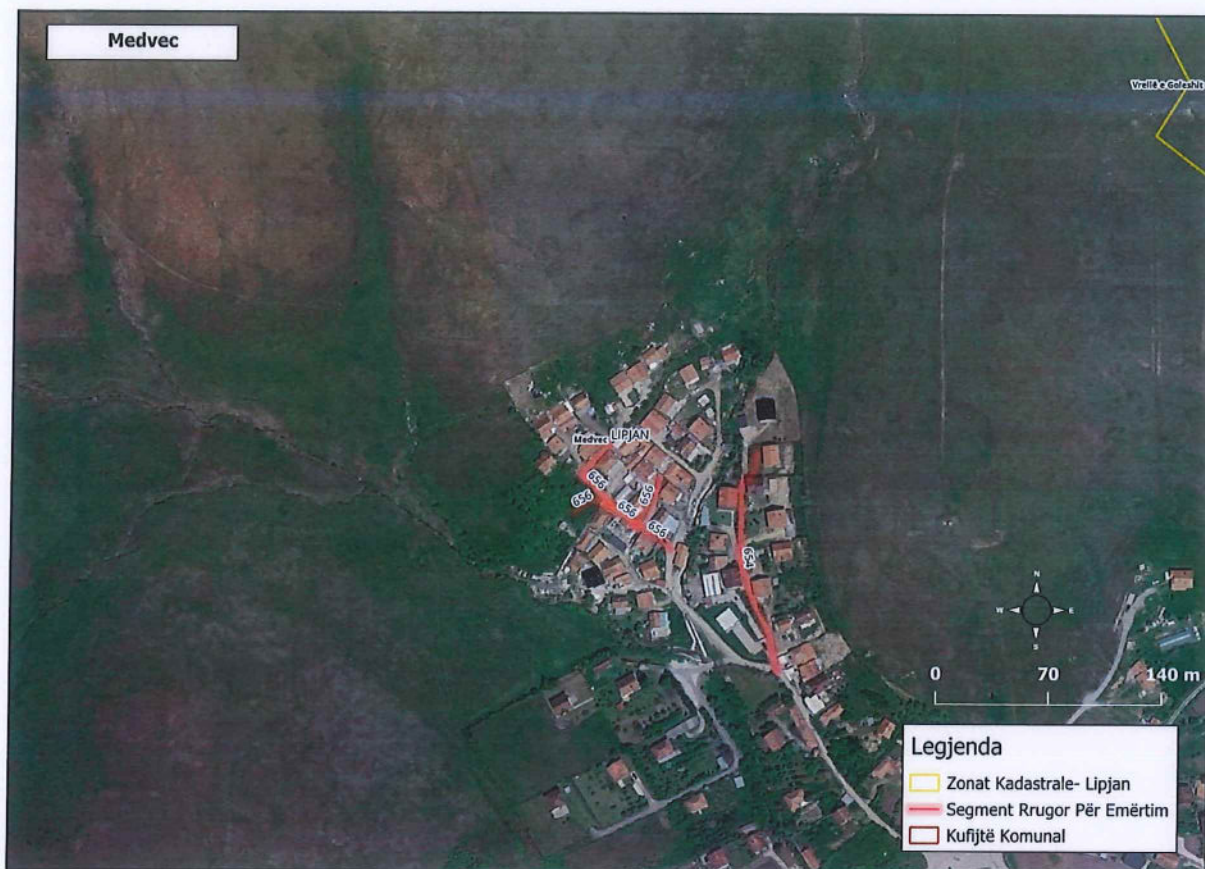 Medvec
Vrellë e Goleshit
Medvec LIPJAN
656
656
656
656
656
654
N
W E
S
0 70 140 m
Legjenda
Zonat Kadastrale- Lipjan
Segment Rrugor Për Emërtim
Kufijtë Komunal